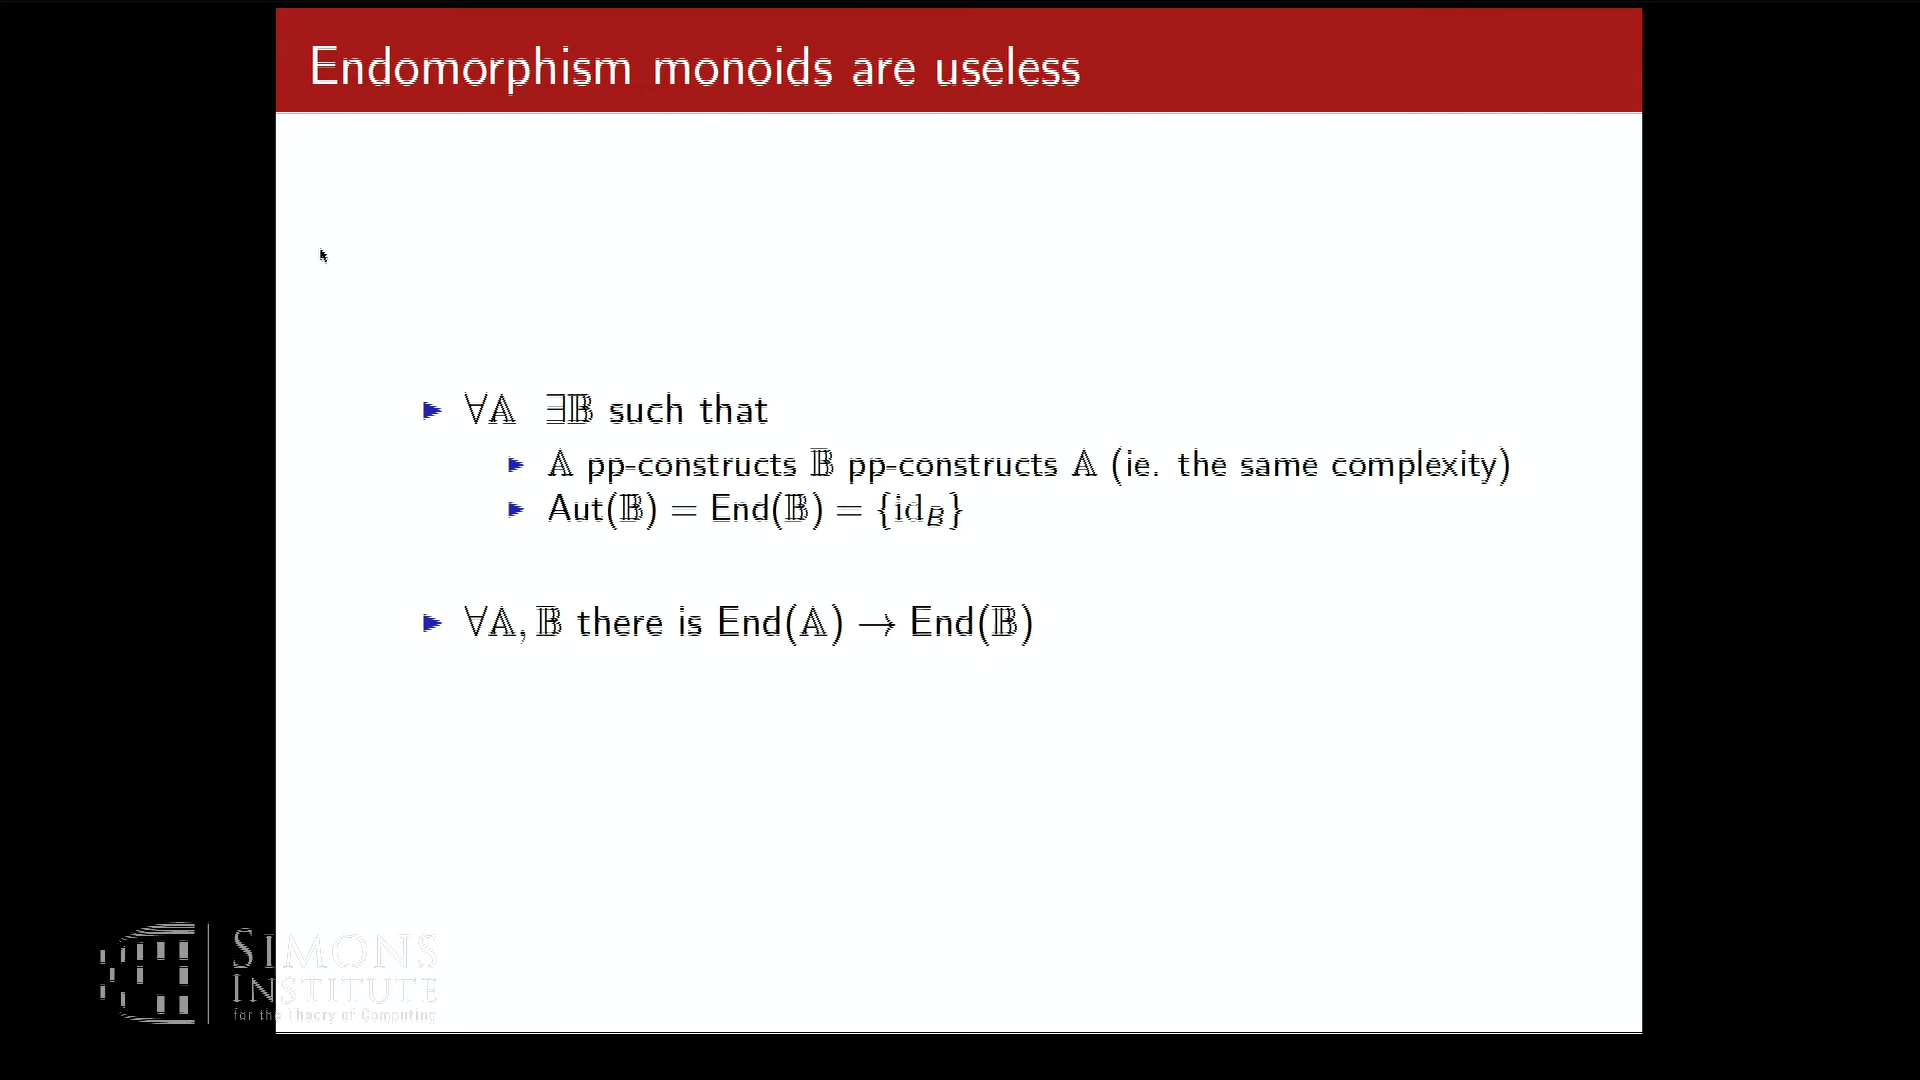 Endomorphism monoids are useless
∀𝔸 ∃𝔹 such that
𝔸 pp-constructs 𝔹 pp-constructs 𝔸 (ie. the same complexity)
Aut(𝔹) = End(𝔹) = {id_B}
∀𝔸, 𝔹 there is End(𝔸) → End(𝔹)
SIMONS
INSTITUTE
for the Theory of Computing